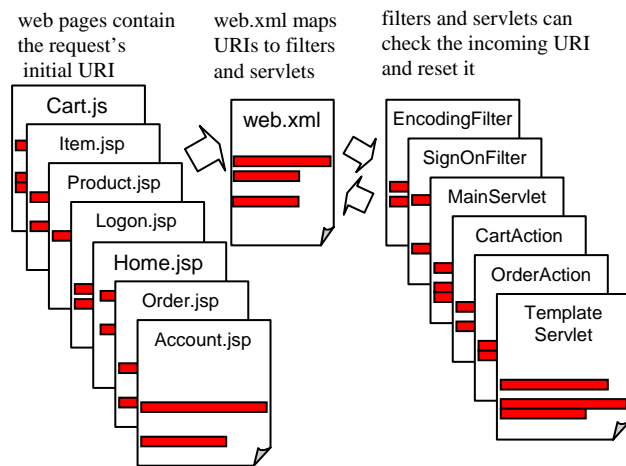 web pages contain
the request's
initial URI
web.xml maps
URIs to filters
and servlets
filters and servlets can
check the incoming URI
and reset it
Cart.js
Item.jsp
Product.jsp
Logon.jsp
Home.jsp
Order.jsp
Account.jsp
web.xml
EncodingFilter
SignOnFilter
MainServlet
CartAction
OrderAction
Template
Servlet